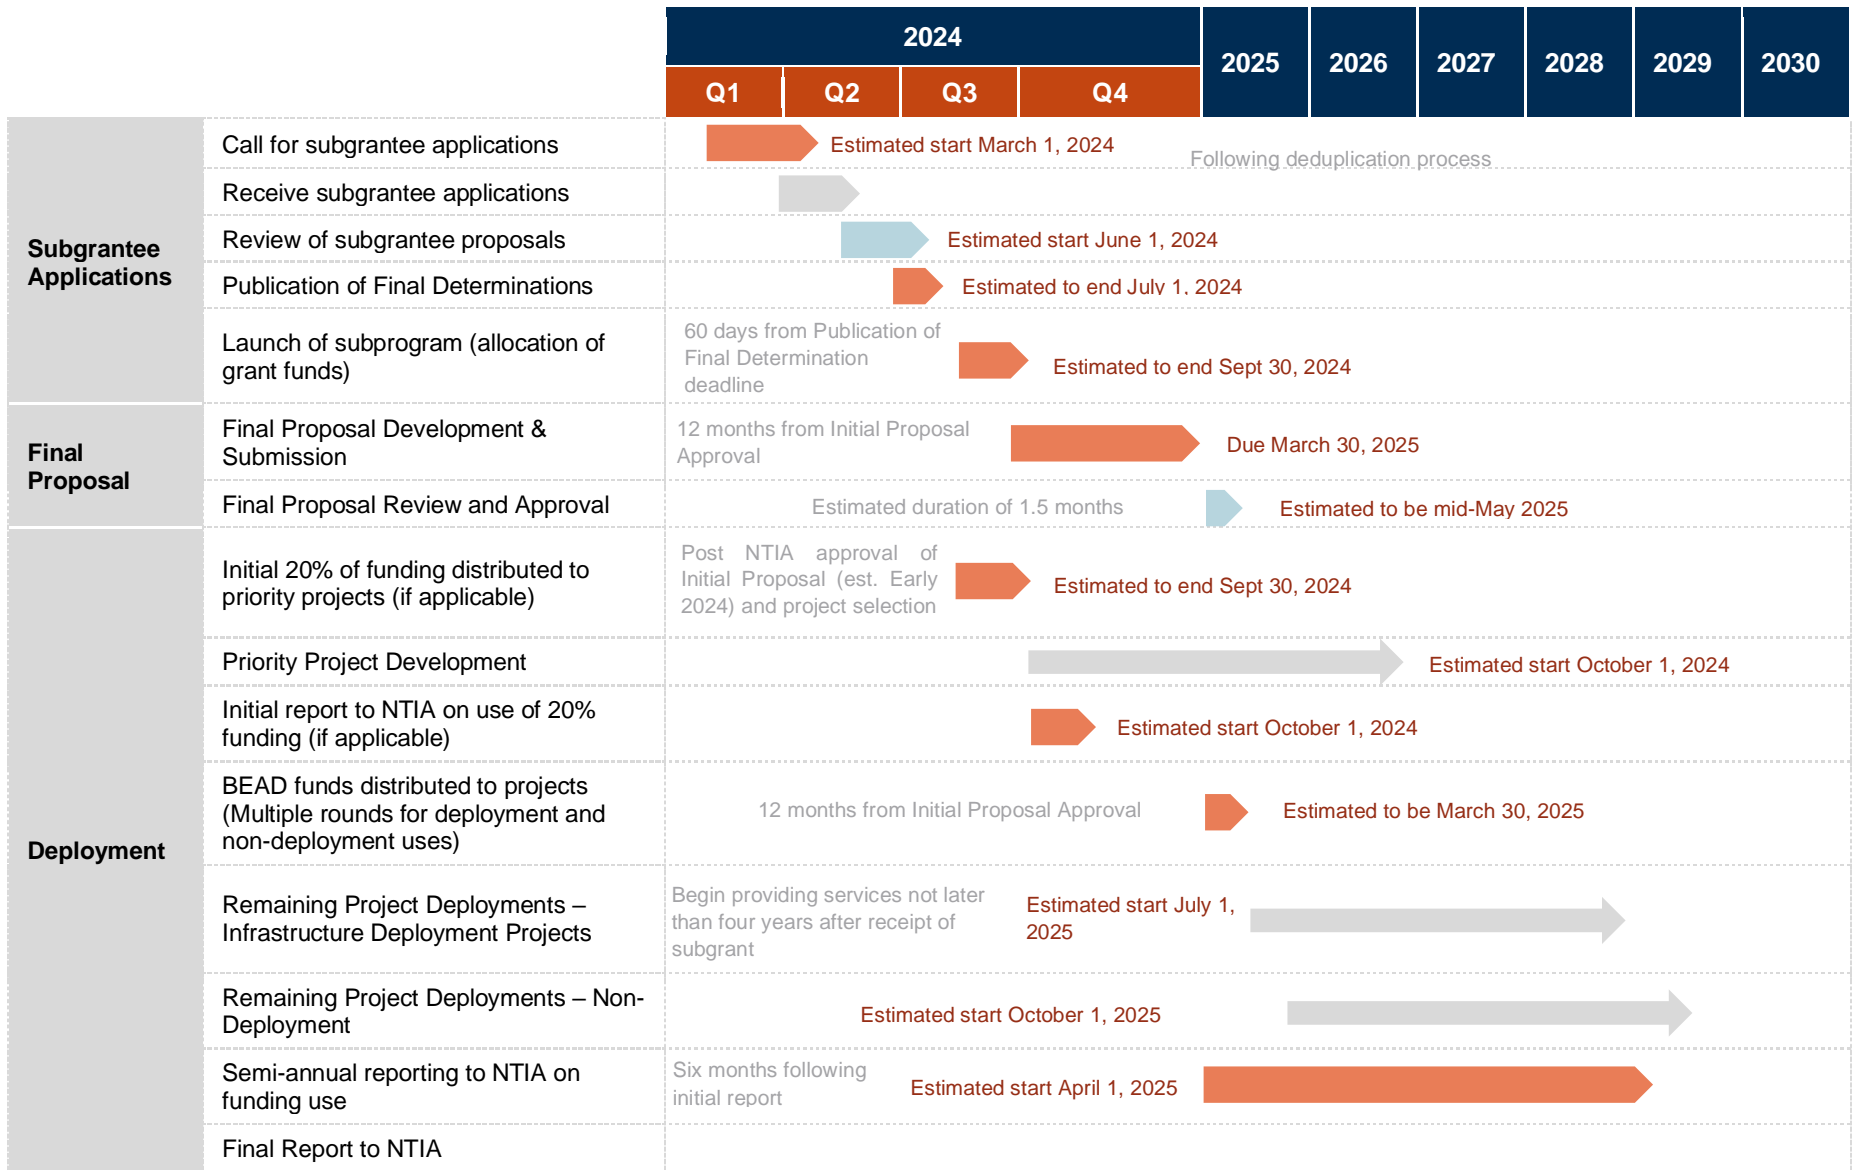 2024
2025
2026
2027
2028
2029
2030
Q1
Q2
Q3
Q4
Subgrantee
Applications
Call for subgrantee applications
Estimated start March 1, 2024
Following deduplication process
Receive subgrantee applications
Review of subgrantee proposals
Estimated start June 1, 2024
Publication of Final Determinations
Estimated to end July 1, 2024
Launch of subprogram (allocation of
grant funds)
60 days from Publication of
Final Determination
deadline
Estimated to end Sept 30, 2024
Final
Proposal
Final Proposal Development &
Submission
12 months from Initial Proposal
Approval
Due March 30, 2025
Final Proposal Review and Approval
Estimated duration of 1.5 months
Estimated to be mid-May 2025
Deployment
Initial 20% of funding distributed to
priority projects (if applicable)
Post NTIA approval of
Initial Proposal (est. Early
2024) and project selection
Estimated to end Sept 30, 2024
Priority Project Development
Estimated start October 1, 2024
Initial report to NTIA on use of 20%
funding (if applicable)
Estimated start October 1, 2024
BEAD funds distributed to projects
(Multiple rounds for deployment and
non-deployment uses)
12 months from Initial Proposal Approval
Estimated to be March 30, 2025
Remaining Project Deployments –
Infrastructure Deployment Projects
Begin providing services not later
than four years after receipt of
subgrant
Estimated start July 1,
2025
Remaining Project Deployments – Non-
Deployment
Estimated start October 1, 2025
Semi-annual reporting to NTIA on
funding use
Six months following
initial report
Estimated start April 1, 2025
Final Report to NTIA